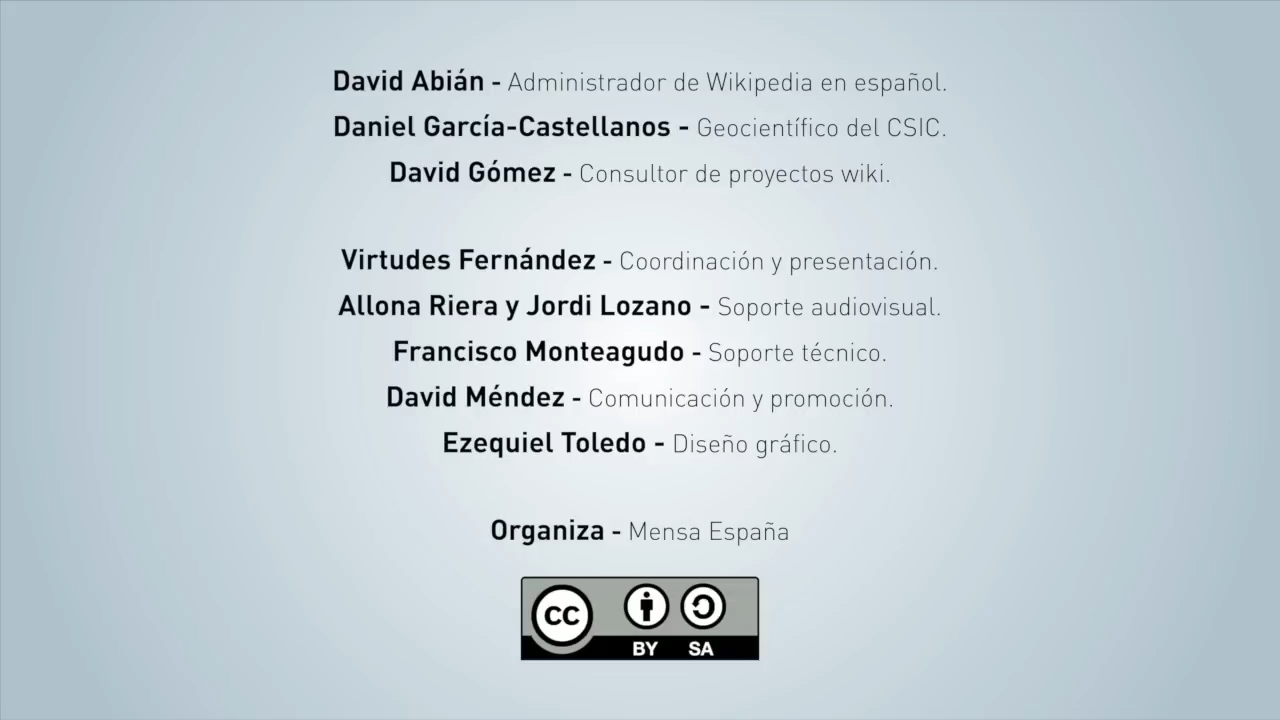 David Abián - Administrador de Wikipedia en español.
Daniel García-Castellanos - Geocientífico del CSIC.
David Gómez - Consultor de proyectos wiki.
Virtudes Fernández - Coordinación y presentación.
Allona Riera y Jordi Lozano - Soporte audiovisual.
Francisco Monteagudo - Soporte técnico.
David Méndez - Comunicación y promoción.
Ezequiel Toledo - Diseño gráfico.
Organiza - Mensa España
CC
BY SA